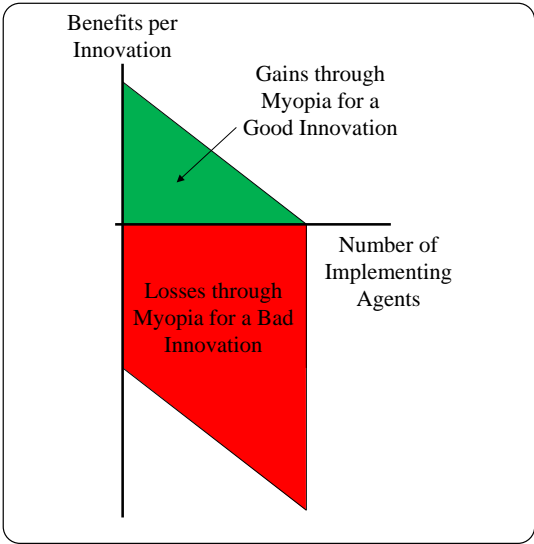 Benefits per
Innovation
Gains through
Myopia for a
Good Innovation
Number of
Implementing
Agents
Losses through
Myopia for a Bad
Innovation